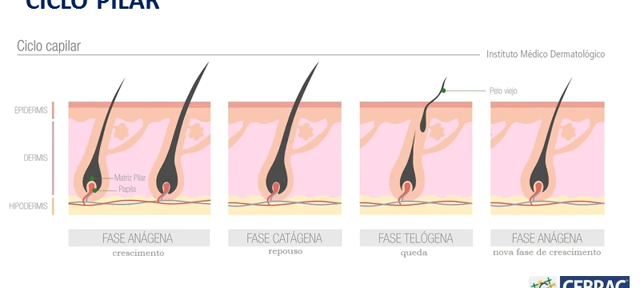 CICLO PILAR
Ciclo capilar
Instituto Médico Dermatológico
Pelo viejo
EPIDERMIS
DERMIS
Matriz Pilar
Papila
HIPODERMIS
FASE ANÁGENA
crescimento
FASE CATÁGENA
repouso
FASE TELÓGENA
queda
FASE ANÁGENA
nova fase de crescimento
CEBRAC